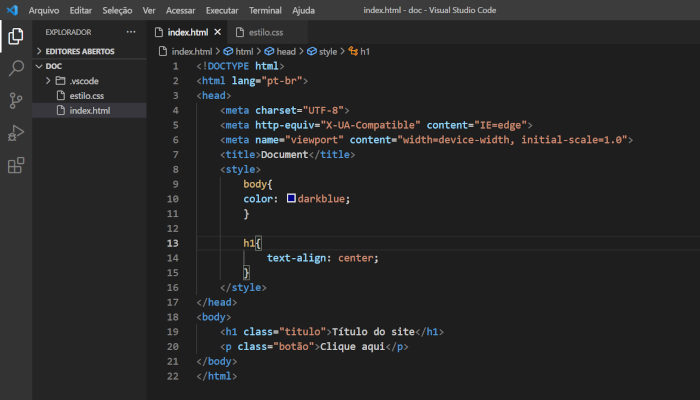 Arquivo Editar Seleção Ver Acessar Executar Terminal Ajuda index.html - doc - Visual Studio Code
EXPLORADOR ···
EDITORES ABERTOS
DOC
.vscode
estilo.css
index.html
index.html estilo.css
index.html > html > head > style > h1
1 <!DOCTYPE html>
2 <html lang="pt-br">
3 <head>
4 <meta charset="UTF-8">
5 <meta http-equiv="X-UA-Compatible" content="IE=edge">
6 <meta name="viewport" content="width=device-width, initial-scale=1.0">
7 <title>Document</title>
8 <style>
9 body{
10 color: darkblue;
11 }
12
13 h1{
14 text-align: center;
15 }
16 </style>
17 </head>
18 <body>
19 <h1 class="titulo">Título do site</h1>
20 <p class="botão">Clique aqui</p>
21 </body>
22 </html>